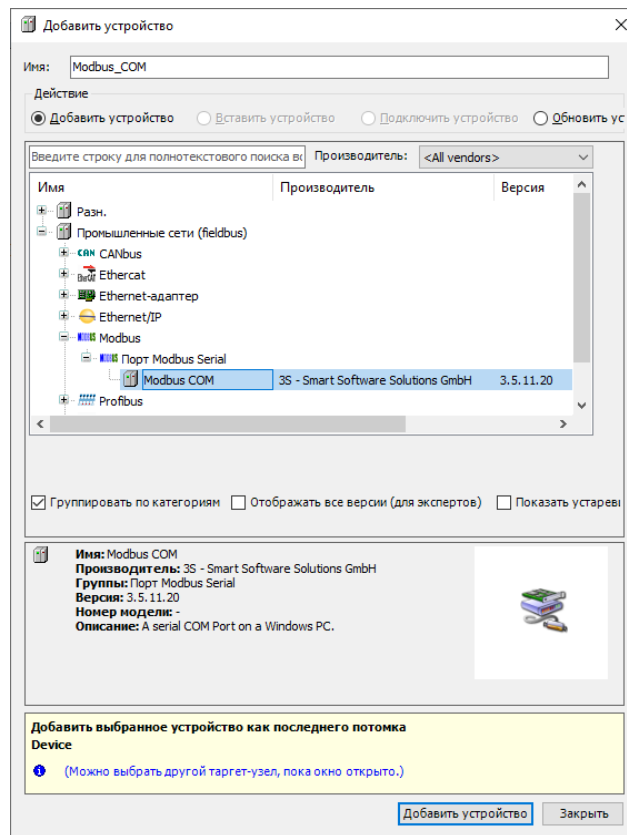 Добавить устройство
Имя: Modbus_COM
Действие
Добавить устройство Вставить устройство Подключить устройство Обновить ус
Введите строку для полнотекстового поиска вс Производитель: <All vendors>
Имя Производитель Версия
Разн.
Промышленные сети (fieldbus)
CAN CANbus
Ethercat
Ethernet-адаптер
Ethernet/IP
Modbus
Порт Modbus Serial
Modbus COM 3S - Smart Software Solutions GmbH 3.5.11.20
Profibus
Группировать по категориям Отображать все версии (для экспертов) Показать устареві
Имя: Modbus COM
Производитель: 3S - Smart Software Solutions GmbH
Группы: Порт Modbus Serial
Версия: 3.5.11.20
Номер модели: -
Описание: A serial COM Port on a Windows PC.
Добавить выбранное устройство как последнего потомка
Device
(Можно выбрать другой таргет-узел, пока окно открыто.)
Добавить устройство Закрыть